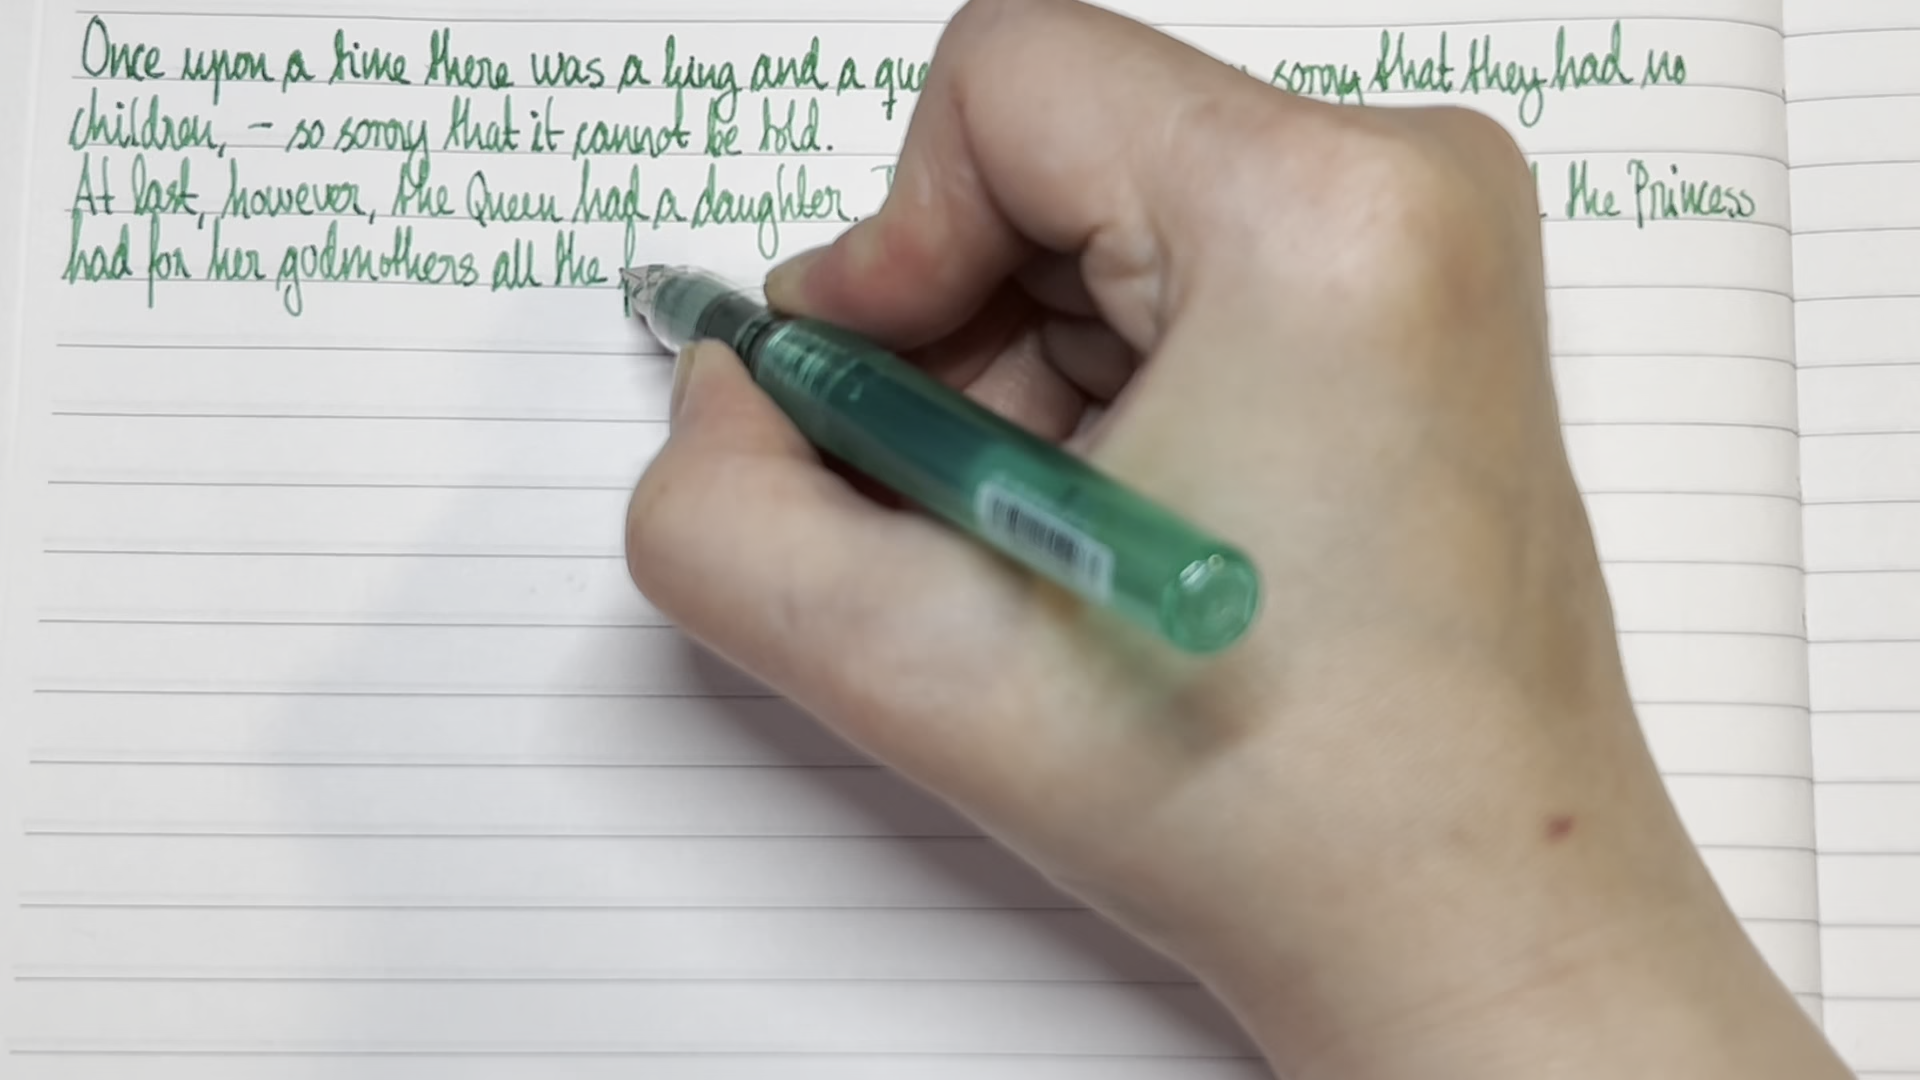 Once upon a time there was a king and a sorry that they had no
children, – so sorry that it cannot be told.
At last, however, the Queen had a daughter. the Princess
had for her godmothers all the